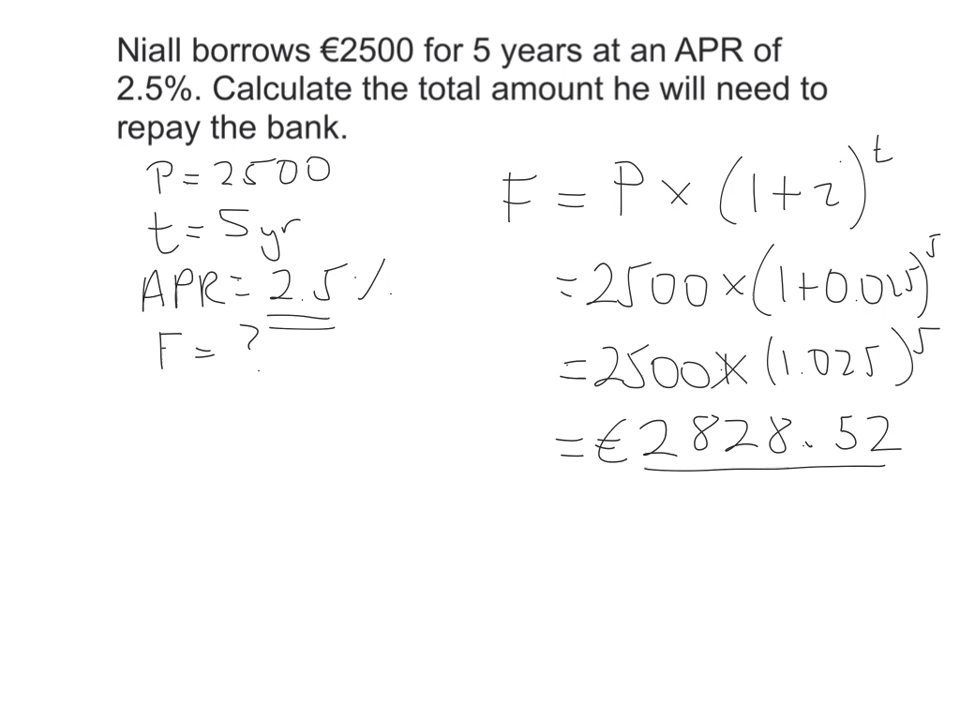 Niall borrows €2500 for 5 years at an APR of
2.5%. Calculate the total amount he will need to
repay the bank.
P = 2500
t = 5 yr
APR = 2.5%
F = ?
F = P × (1+i)^t
= 2500 × (1+0.025)^5
= 2500 × (1.025)^5
= €2828.52